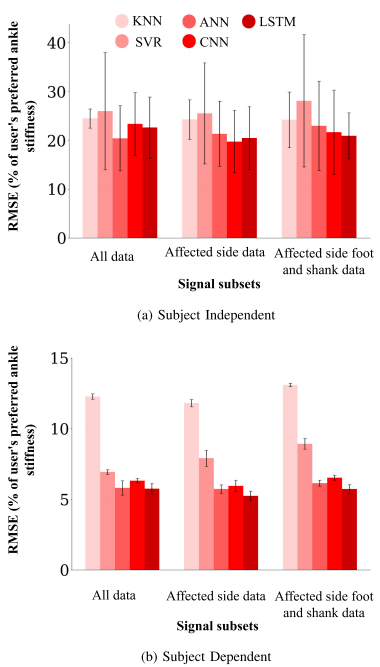 KNN ANN LSTM
SVR CNN
RMSE (% of user's preferred ankle
stiffness)
40
30
20
10
0
All data
Affected side data
Affected side foot
and shank data
Signal subsets
(a) Subject Independent
RMSE (% of user's preferred ankle
stiffness)
15
10
5
0
All data
Affected side data
Affected side foot
and shank data
Signal subsets
(b) Subject Dependent